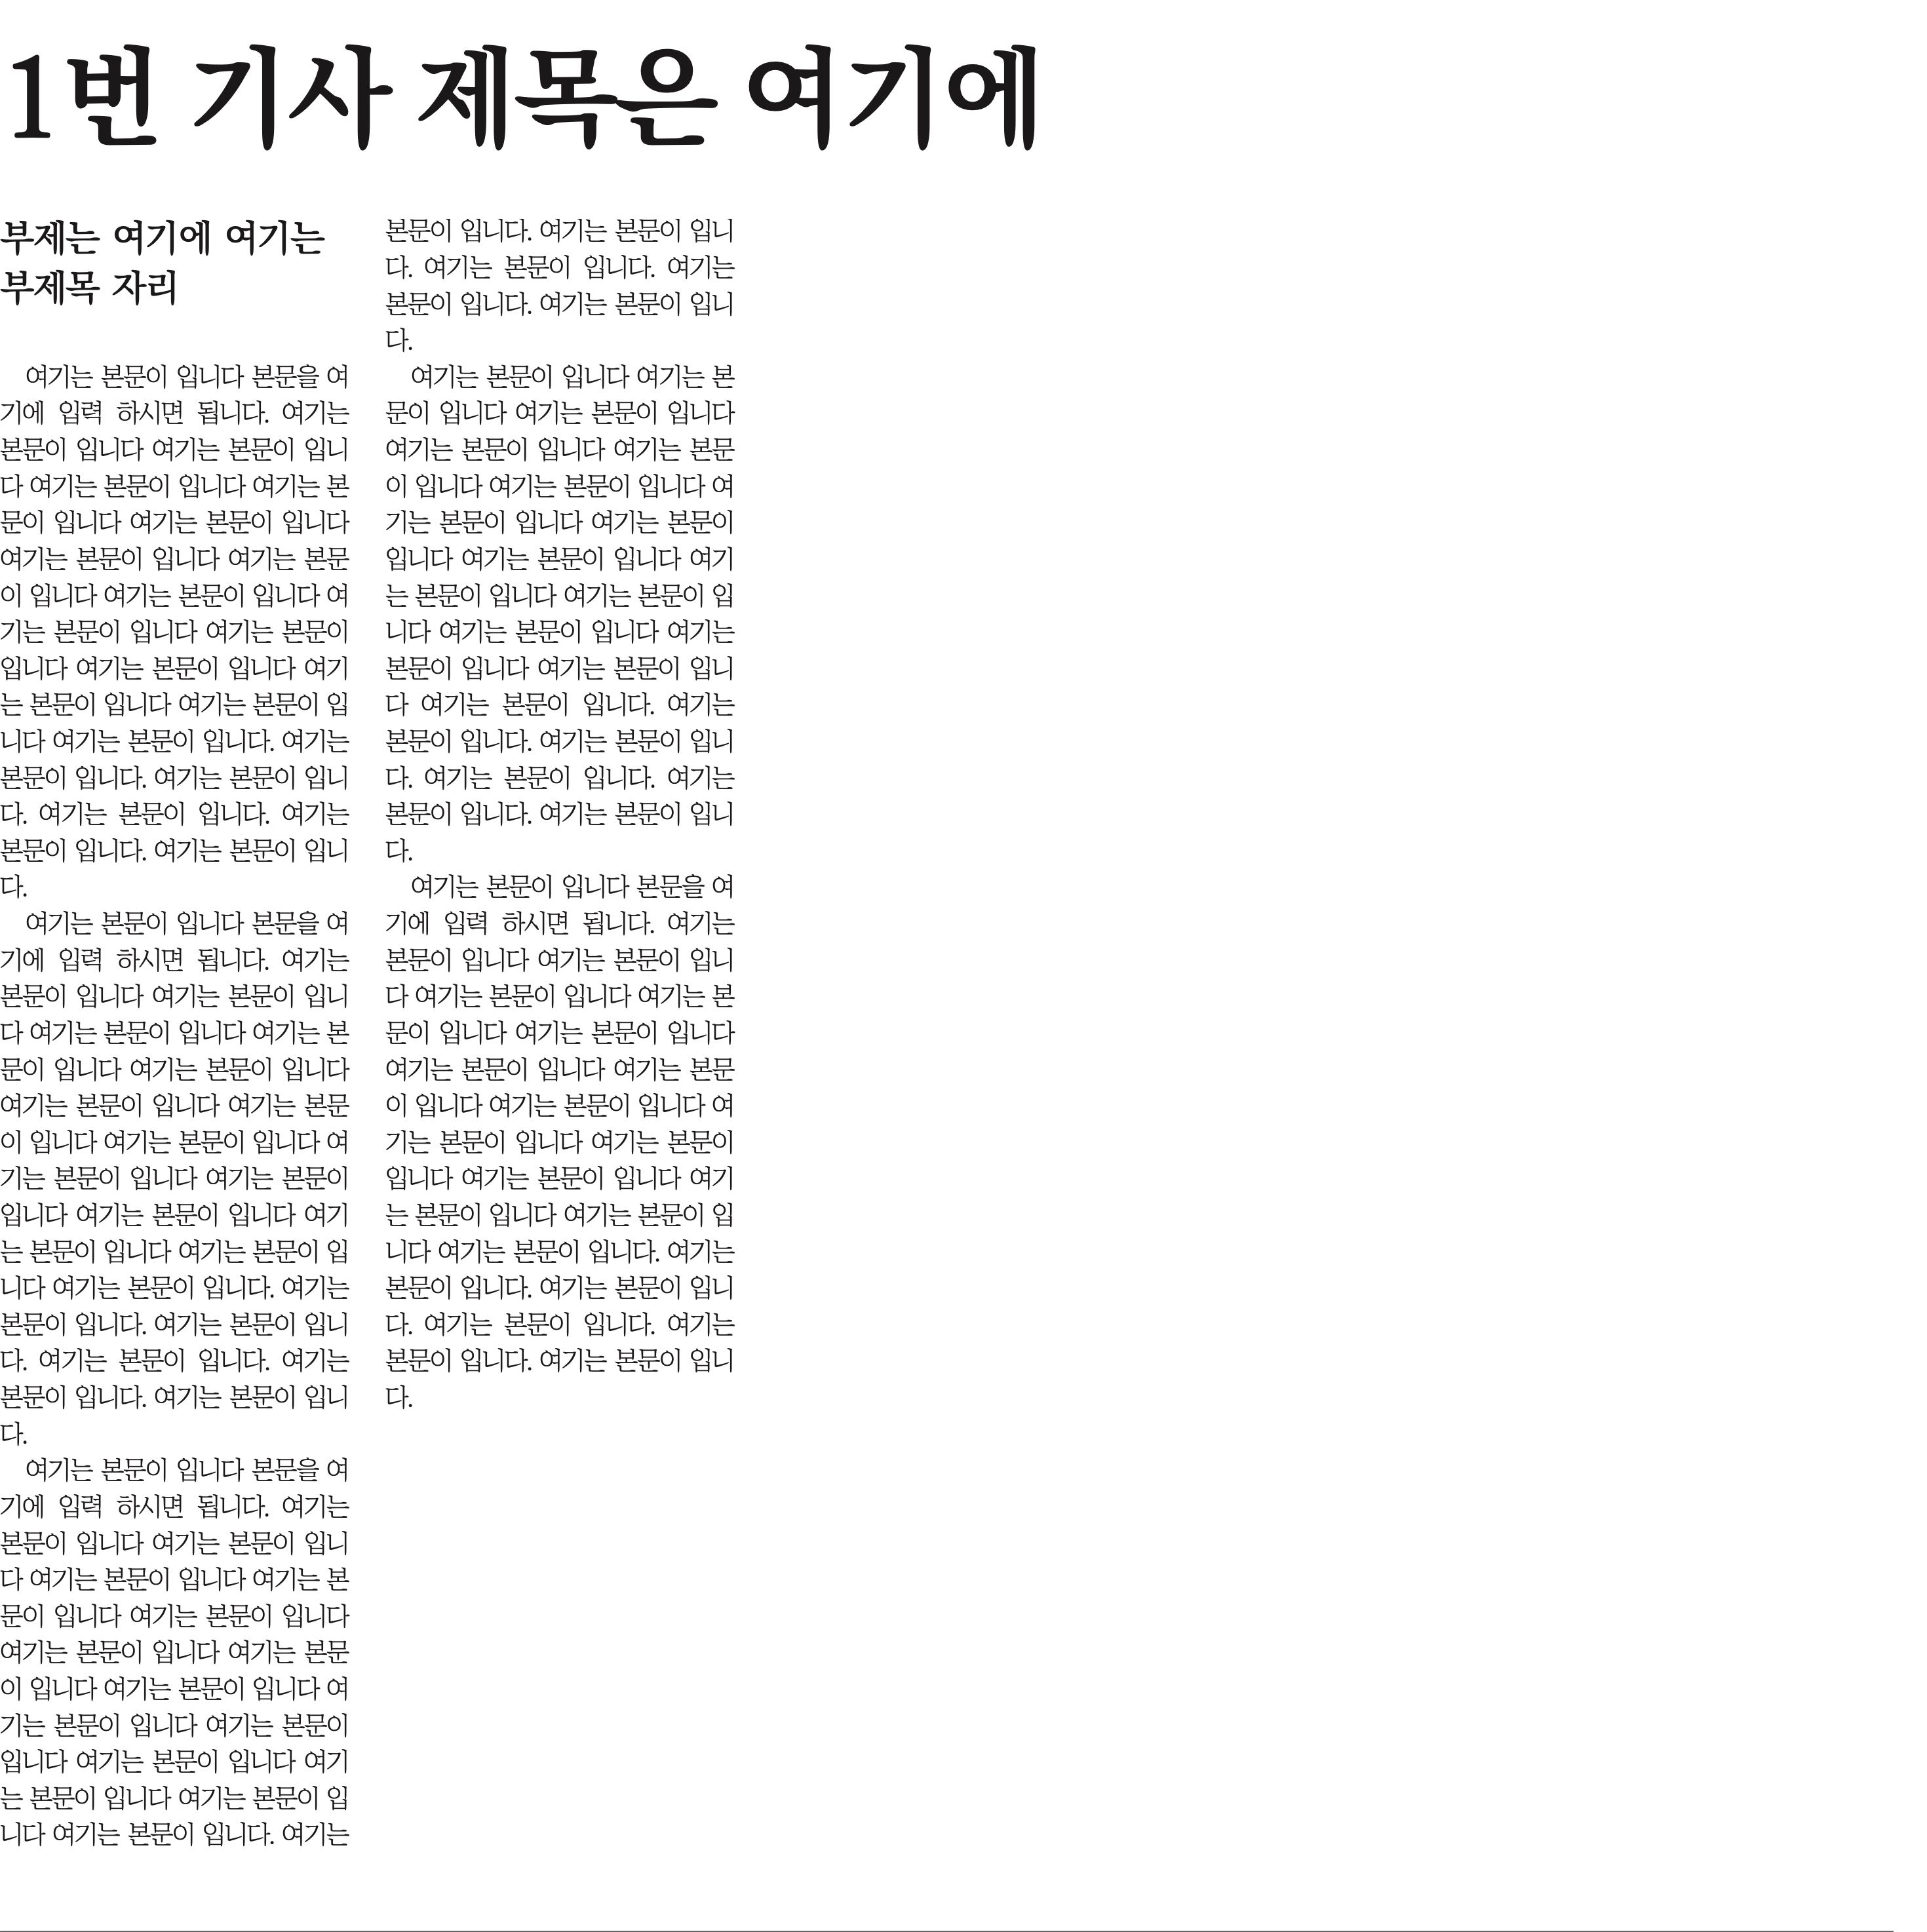 1번 기사 제목은 여기에
부제는 여기에 여기는
부제목 자리
여기는 본문이 입니다 본문을 여
기에 입력 하시면 됩니다. 여기는
본문이 입니다 여기는 본문이 입니
다 여기는 본문이 입니다 여기는 본
문이 입니다 여기는 본문이 입니다
여기는 본문이 입니다 여기는 본문
이 입니다 여기는 본문이 입니다 여
기는 본문이 입니다 여기는 본문이
입니다 여기는 본문이 입니다 여기
는 본문이 입니다 여기는 본문이 입
니다 여기는 본문이 입니다. 여기는
본문이 입니다. 여기는 본문이 입니
다. 여기는 본문이 입니다. 여기는
본문이 입니다. 여기는 본문이 입니
다.
여기는 본문이 입니다 본문을 여
기에 입력 하시면 됩니다. 여기는
본문이 입니다 여기는 본문이 입니
다 여기는 본문이 입니다 여기는 본
문이 입니다 여기는 본문이 입니다
여기는 본문이 입니다 여기는 본문
이 입니다 여기는 본문이 입니다 여
기는 본문이 입니다 여기는 본문이
입니다 여기는 본문이 입니다 여기
는 본문이 입니다 여기는 본문이 입
니다 여기는 본문이 입니다. 여기는
본문이 입니다. 여기는 본문이 입니
다. 여기는 본문이 입니다. 여기는
본문이 입니다. 여기는 본문이 입니
다.
여기는 본문이 입니다 본문을 여
기에 입력 하시면 됩니다. 여기는
본문이 입니다 여기는 본문이 입니
다 여기는 본문이 입니다 여기는 본
문이 입니다 여기는 본문이 입니다
여기는 본문이 입니다 여기는 본문
이 입니다 여기는 본문이 입니다 여
기는 본문이 입니다 여기는 본문이
입니다 여기는 본문이 입니다 여기
는 본문이 입니다 여기는 본문이 입
니다 여기는 본문이 입니다. 여기는
본문이 입니다. 여기는 본문이 입니
다. 여기는 본문이 입니다. 여기는
본문이 입니다. 여기는 본문이 입니
다.
여기는 본문이 입니다 여기는 본
문이 입니다 여기는 본문이 입니다
여기는 본문이 입니다 여기는 본문
이 입니다 여기는 본문이 입니다 여
기는 본문이 입니다 여기는 본문이
입니다 여기는 본문이 입니다 여기
는 본문이 입니다 여기는 본문이 입
니다 여기는 본문이 입니다 여기는
본문이 입니다 여기는 본문이 입니
다 여기는 본문이 입니다. 여기는
본문이 입니다. 여기는 본문이 입니
다. 여기는 본문이 입니다. 여기는
본문이 입니다. 여기는 본문이 입니
다.
여기는 본문이 입니다 본문을 여
기에 입력 하시면 됩니다. 여기는
본문이 입니다 여기는 본문이 입니
다 여기는 본문이 입니다 여기는 본
문이 입니다 여기는 본문이 입니다
여기는 본문이 입니다 여기는 본문
이 입니다 여기는 본문이 입니다 여
기는 본문이 입니다 여기는 본문이
입니다 여기는 본문이 입니다 여기
는 본문이 입니다 여기는 본문이 입
니다 여기는 본문이 입니다. 여기는
본문이 입니다. 여기는 본문이 입니
다. 여기는 본문이 입니다. 여기는
본문이 입니다. 여기는 본문이 입니
다.